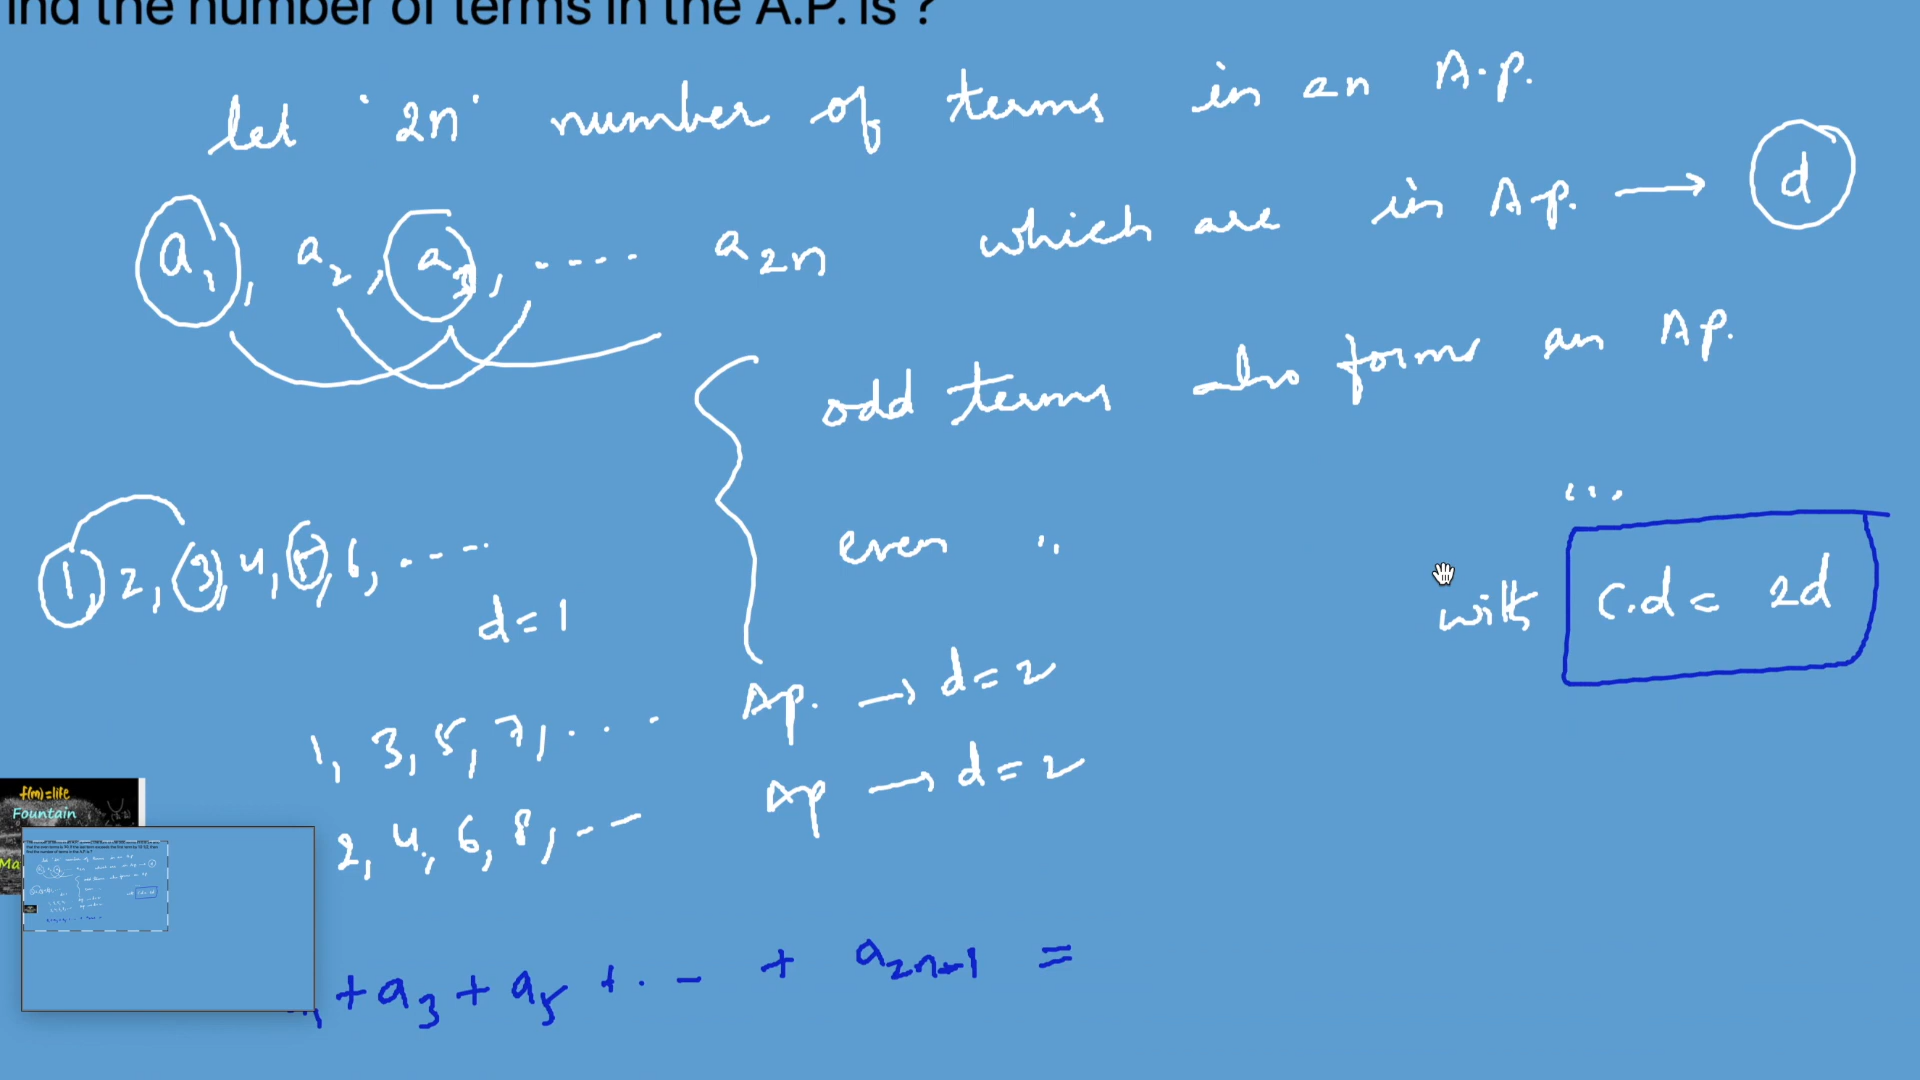 ind the number of terms in the A.P. is ?
let '2n' number of terms in an A.P.
a₁, a₂, a₃, ..... a₂ₙ which are in A.P. → d
odd terms also forms an A.P.
even ''
'''
with C.d = 2d
1, 2, 3, 4, 5, 6, ----
d = 1
1, 3, 5, 7, .... A.P. → d = 2
2, 4, 6, 8, --- A.P → d = 2
f(m)=life
Fountain
Ma
+ a₃ + a₅ + . . - + a₂ₙ₊₁ =